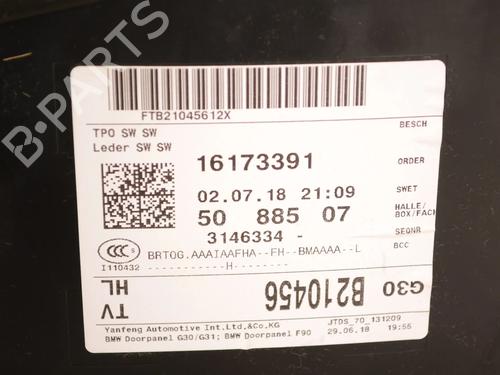 B-PARTS
FTB21045612X
TPO SW SW
Leder SW SW
BESCH
16173391
ORDER
02.07.18 21:09
SWET
50 885 07
HALLE/
BOX/FACH
3146334 -
SEQNR
BRTOG.AAAIAAFHA--FH--BMAAAA--L
BCC
----------H--------
CCC S
I110432
TV
HL
B210456
G30
Yanfeng Automotive Int.Ltd.,&Co.KG
JTDS_70_131209
BMW Doorpanel G30/G31; BMW Doorpanel F90
29.06.18 19:55